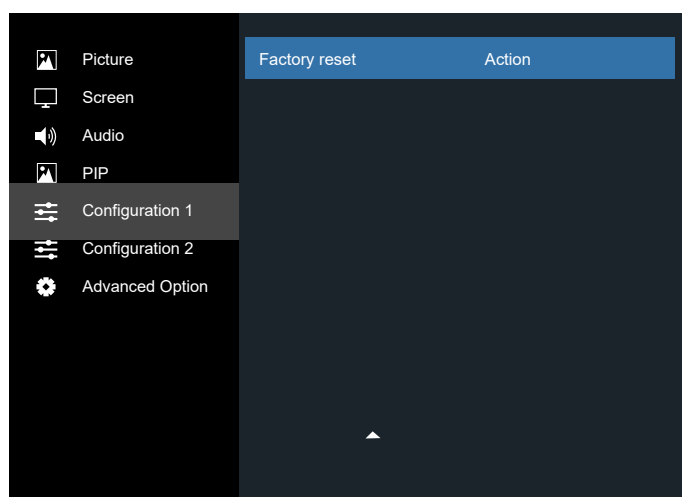 Picture
Screen
Audio
PIP
Configuration 1
Configuration 2
Advanced Option
Factory reset Action